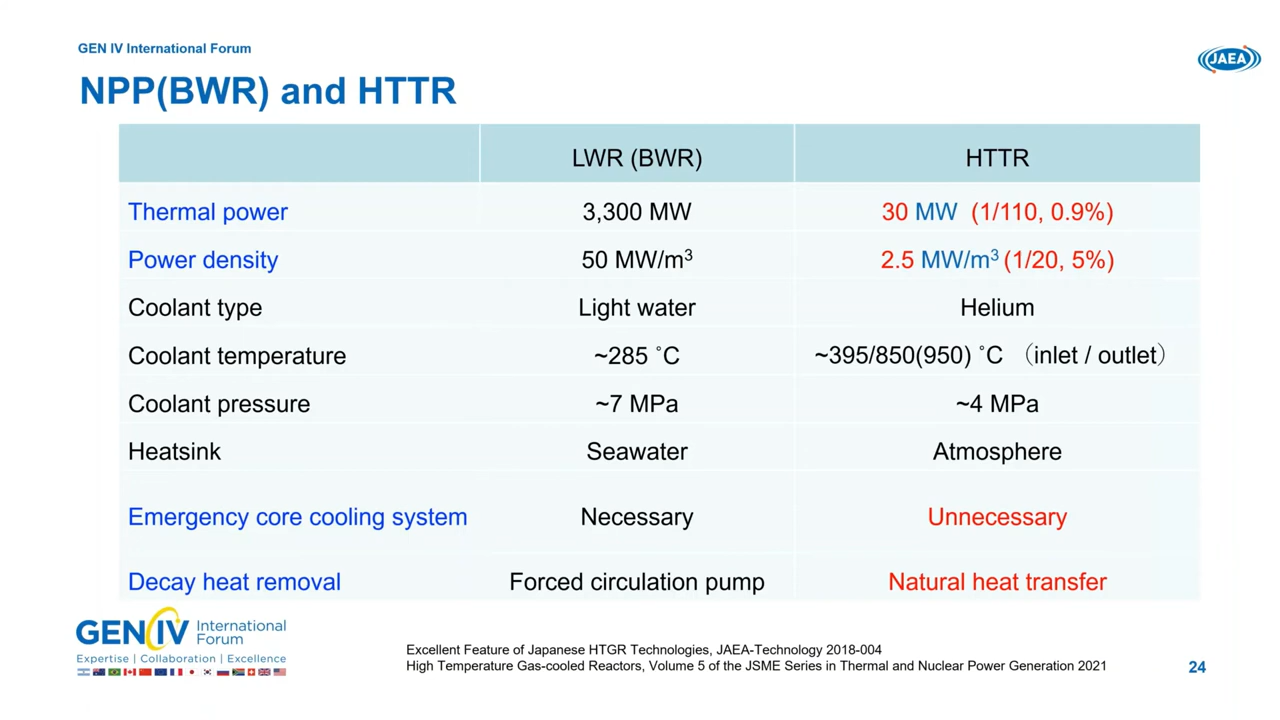 GEN IV International Forum
JAEA
NPP(BWR) and HTTR
LWR (BWR) HTTR
Thermal power 3,300 MW 30 MW (1/110, 0.9%)
Power density 50 MW/m³ 2.5 MW/m³ (1/20, 5%)
Coolant type Light water Helium
Coolant temperature ~285 ˚C ~395/850(950) ˚C （inlet / outlet）
Coolant pressure ~7 MPa ~4 MPa
Heatsink Seawater Atmosphere
Emergency core cooling system Necessary Unnecessary
Decay heat removal Forced circulation pump Natural heat transfer
GEN IV International
Forum
Expertise | Collaboration | Excellence
Excellent Feature of Japanese HTGR Technologies, JAEA-Technology 2018-004
High Temperature Gas-cooled Reactors, Volume 5 of the JSME Series in Thermal and Nuclear Power Generation 2021
24